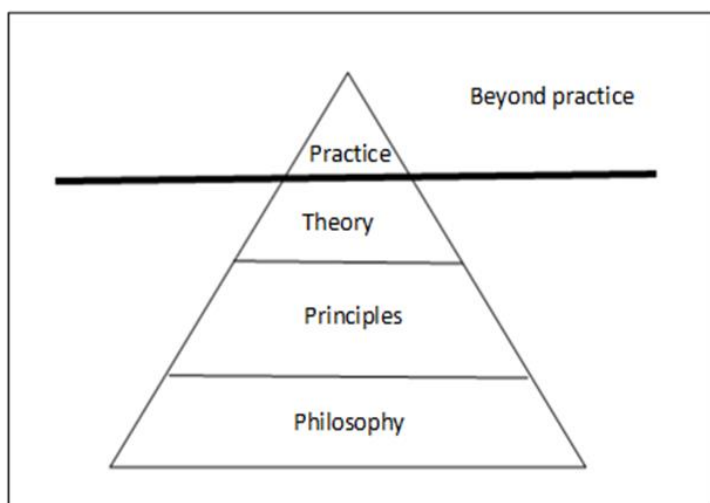 Beyond practice
Practice
Theory
Principles
Philosophy